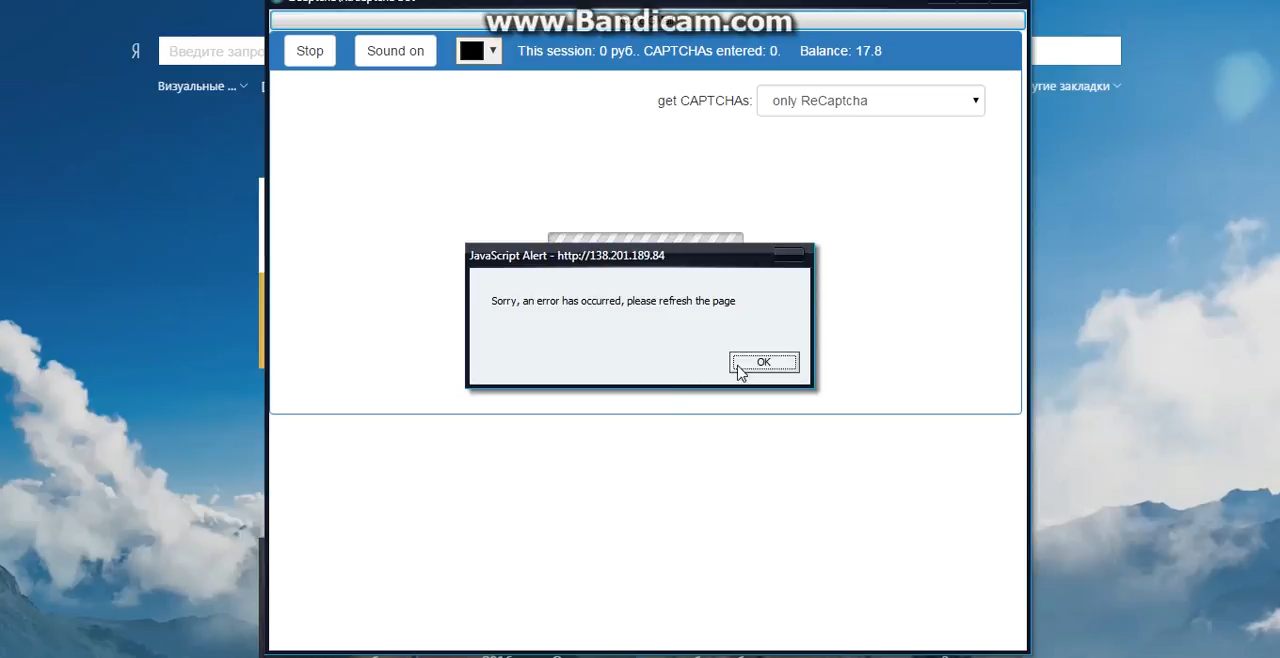 www.Bandicam.com
Я
Введите запро
Stop
Sound on
This session: 0 руб.. CAPTCHAs entered: 0.
Balance: 17.8
Визуальные ...
угие закладки
get CAPTCHAs:
only ReCaptcha
JavaScript Alert - http://138.201.189.84
Sorry, an error has occurred, please refresh the page
OK